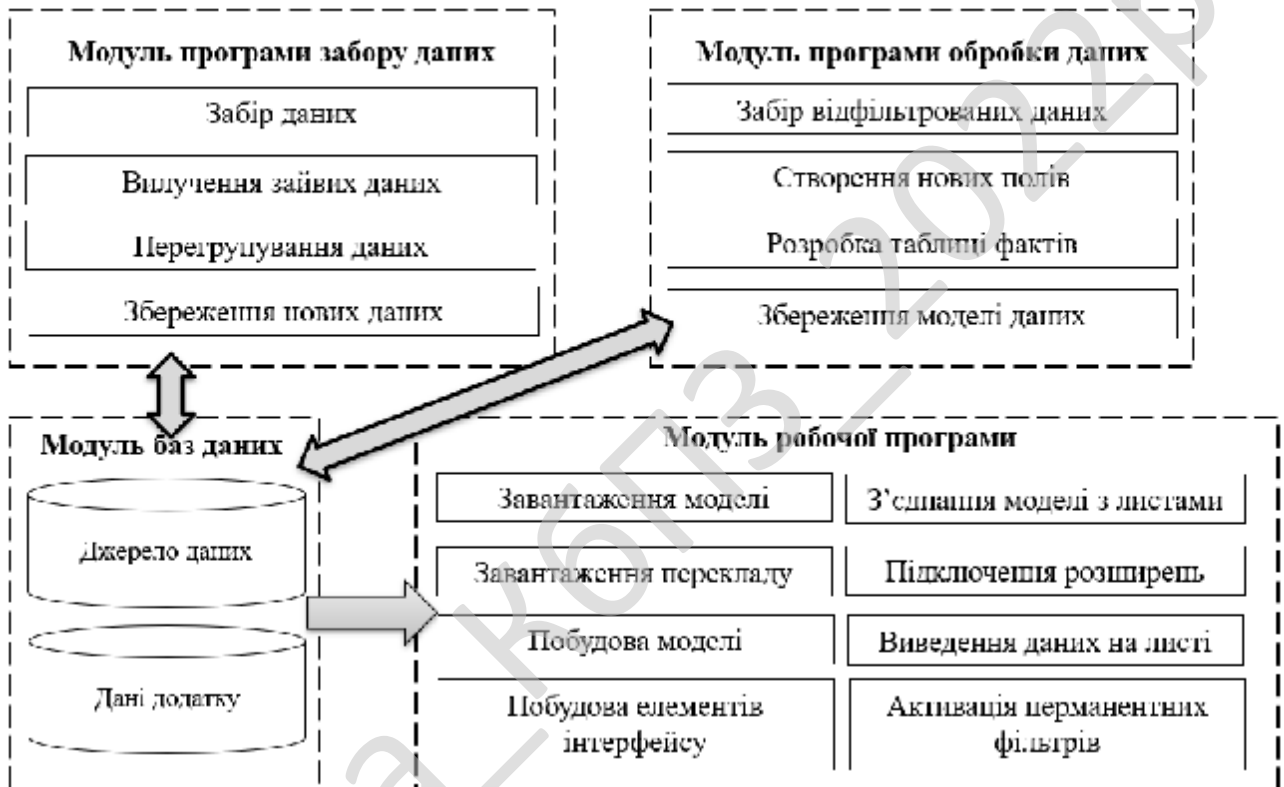 Модуль програми забору даних
Забір даних
Вилучення зайвих даних
Перегрупування даних
Збереження нових даних
Модуль програми обробки даних
Забір відфільтрованих даних
Створення нових полів
Розробка таблиці фактів
Збереження моделі даних
Модуль баз даних
Джерело даних
Дані додатку
Модуль робочої програми
Завантаження моделі
З’єднання моделі з листами
Завантаження перекладу
Підключення розширень
Побудова моделі
Виведення даних на листі
Побудова елементів
інтерфейсу
Активація перманентних
фільтрів
а_КбПЗ_2022р